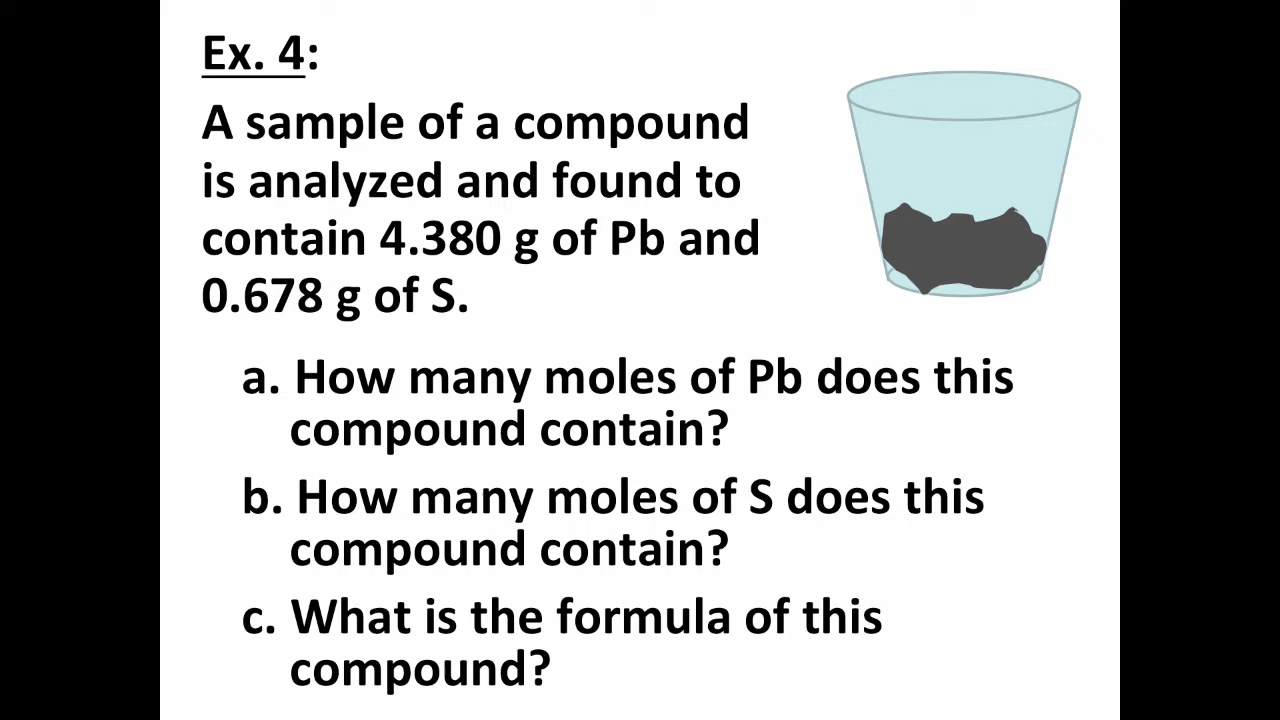 Ex. 4:
A sample of a compound
is analyzed and found to
contain 4.380 g of Pb and
0.678 g of S.
a. How many moles of Pb does this
compound contain?
b. How many moles of S does this
compound contain?
c. What is the formula of this
compound?